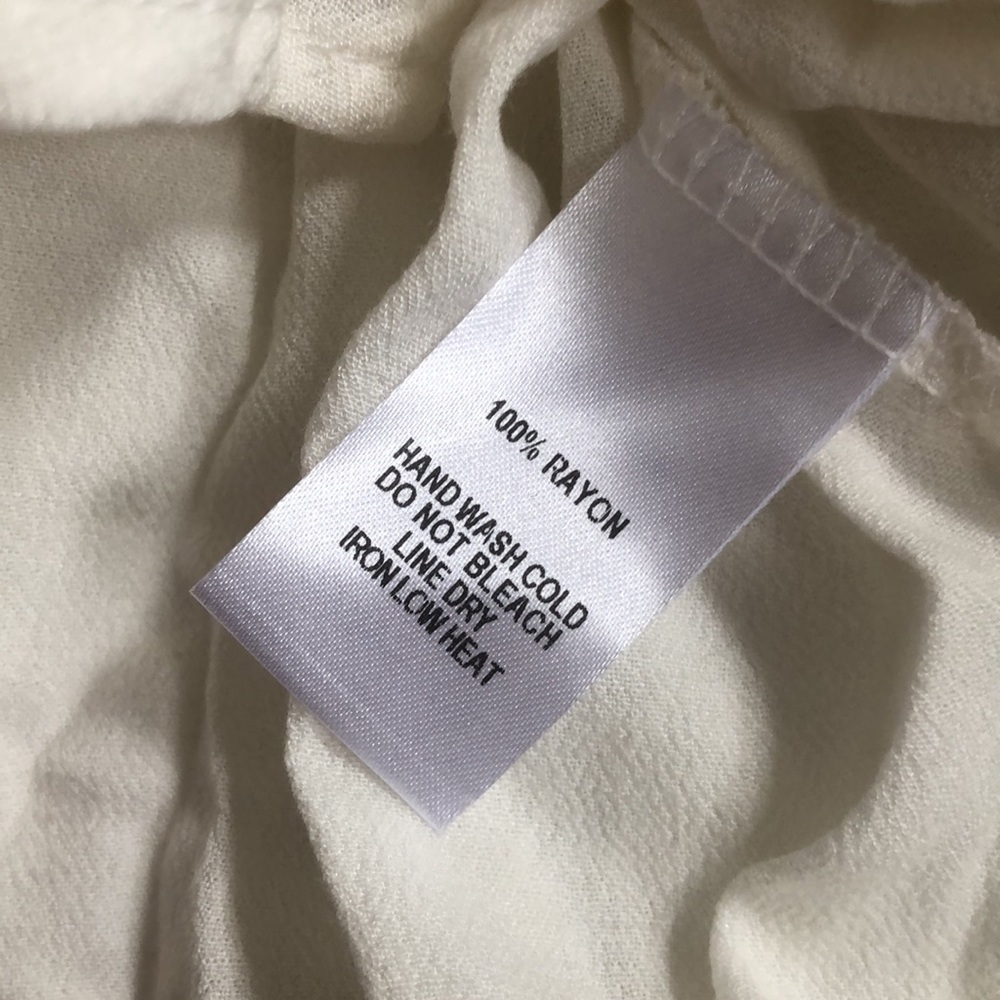 100% RAYON
HAND WASH COLD
DO NOT BLEACH
LINE DRY
IRON LOW HEAT